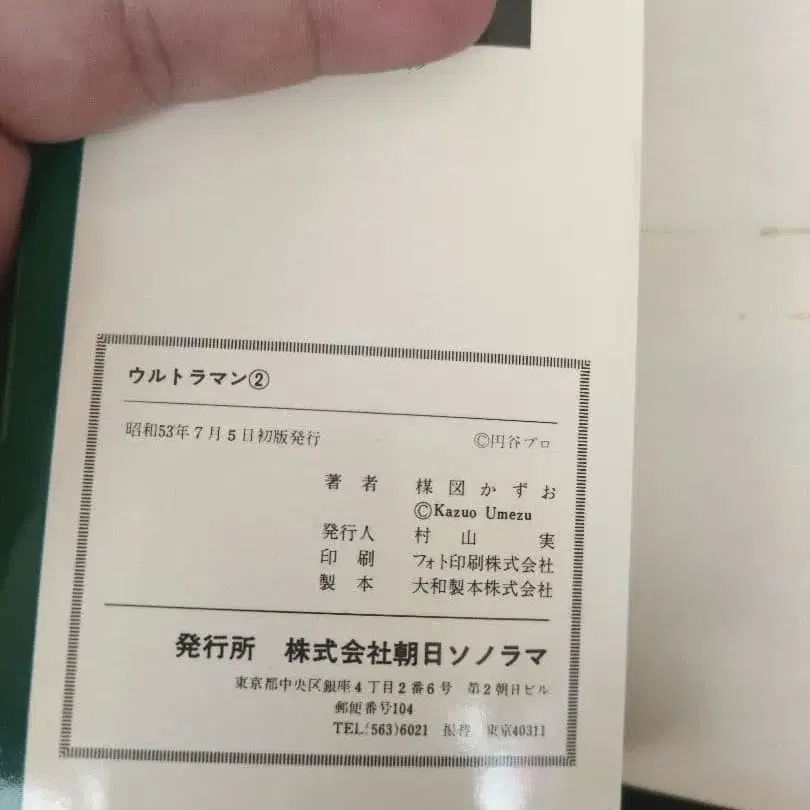 ウルトラマン②
昭和53年7月5日初版発行 ©円谷プロ
著者 楳図かずお
©Kazuo Umezu
発行人 村山実
印刷 フォト印刷株式会社
製本 大和製本株式会社
発行所 株式会社朝日ソノラマ
東京都中央区銀座4丁目2番6号 第2朝日ビル
郵便番号104
TEL(563)6021 振替 東京40311